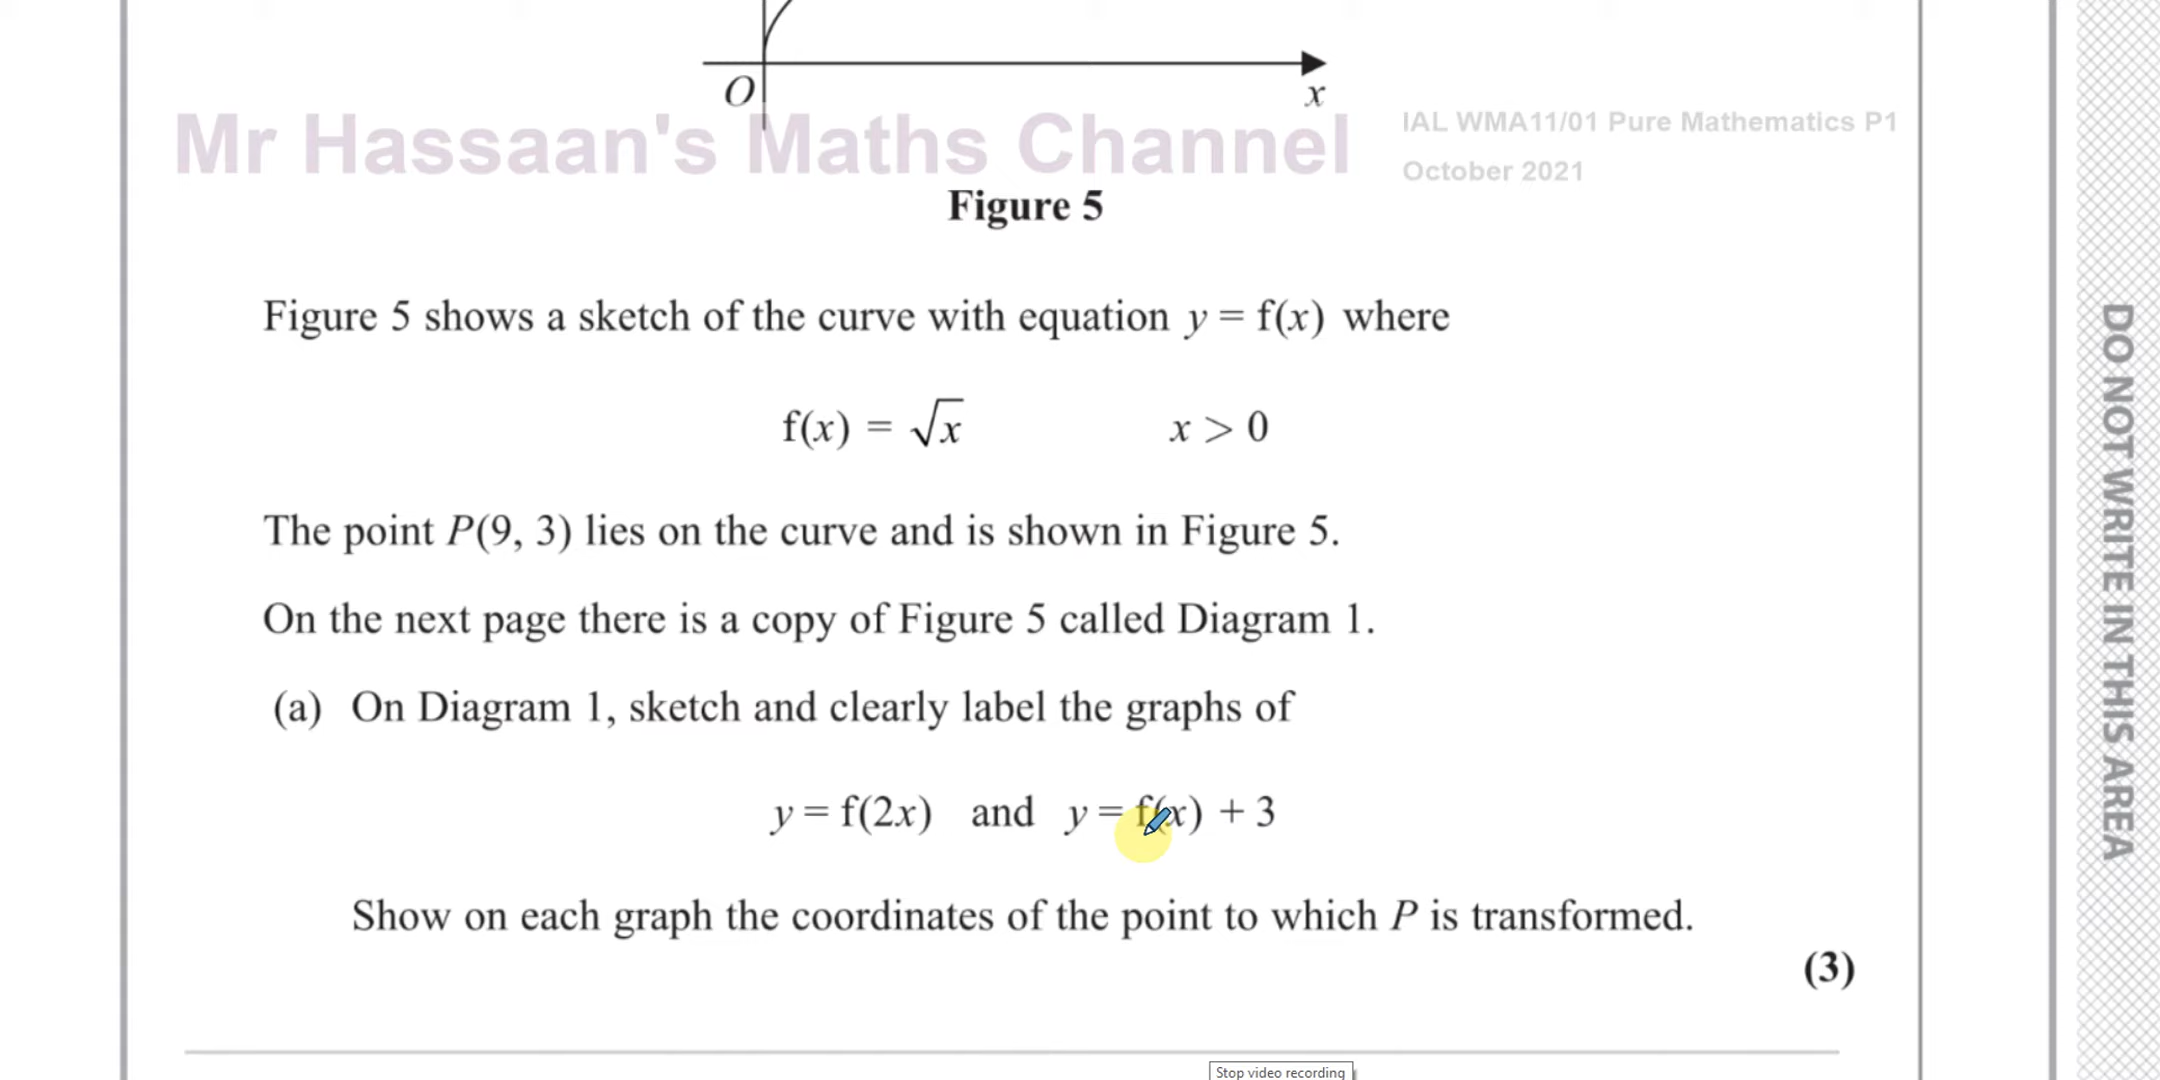 O
x
Mr Hassaan's Maths Channel
IAL WMA11/01 Pure Mathematics P1
October 2021
Figure 5
Figure 5 shows a sketch of the curve with equation y = f(x) where
f(x) = √x x > 0
The point P(9, 3) lies on the curve and is shown in Figure 5.
On the next page there is a copy of Figure 5 called Diagram 1.
(a) On Diagram 1, sketch and clearly label the graphs of
y = f(2x) and y = f(x) + 3
Show on each graph the coordinates of the point to which P is transformed.
(3)
DO NOT WRITE IN THIS AREA
Stop video recording